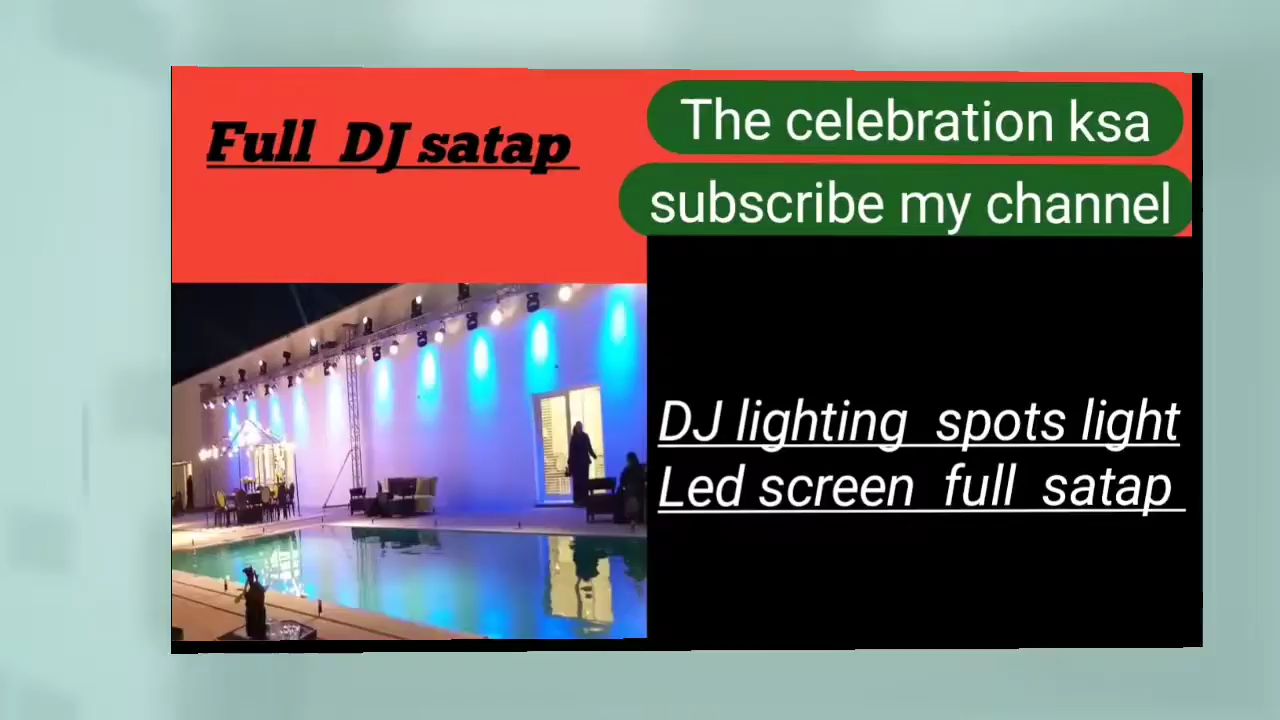 Full DJ satap
The celebration ksa
subscribe my channel
DJ lighting spots light
Led screen full satap